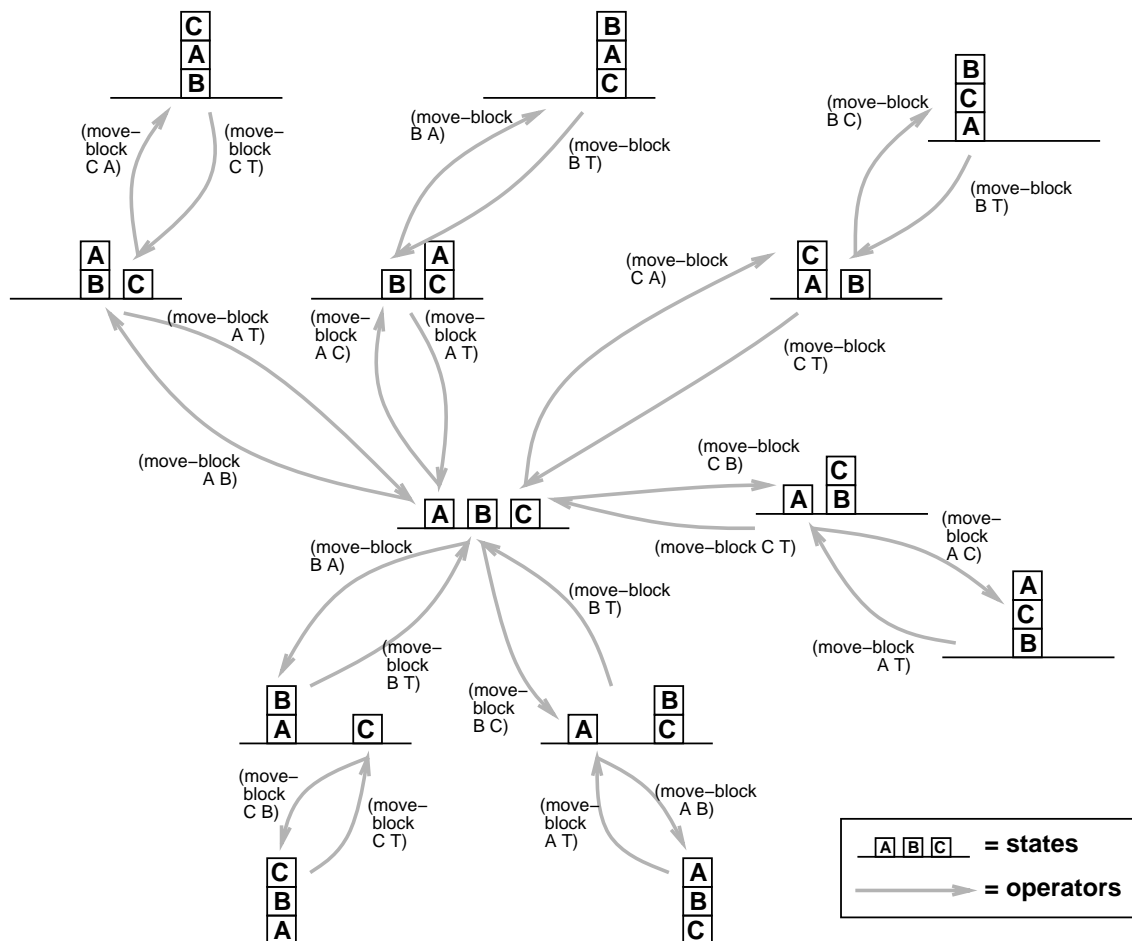 C
A
B
B
A
C
B
C
A
(move–
block
C A)
(move–
block
C T)
(move–block
B A)
(move–block
B T)
(move–block
B C)
(move–block
B T)
A
B C
A
B C
C
A B
(move–block
C A)
(move–block
A T)
(move–
block
A C)
(move–
block
A T)
(move–block
C T)
(move–block
A B)
(move–block
C B)
C
A B
A B C
(move–block C T)
(move–
block
A C)
(move–block
B A)
(move–block
B T)
A
C
B
(move–
block
B T)
(move–block
A T)
(move–
block
B C)
B
A C
B
A C
(move–
block
C B)
(move–
block
C T)
(move–
block
A T)
(move–block
A B)
C
B
A
A
B
C
A B C = states
= operators